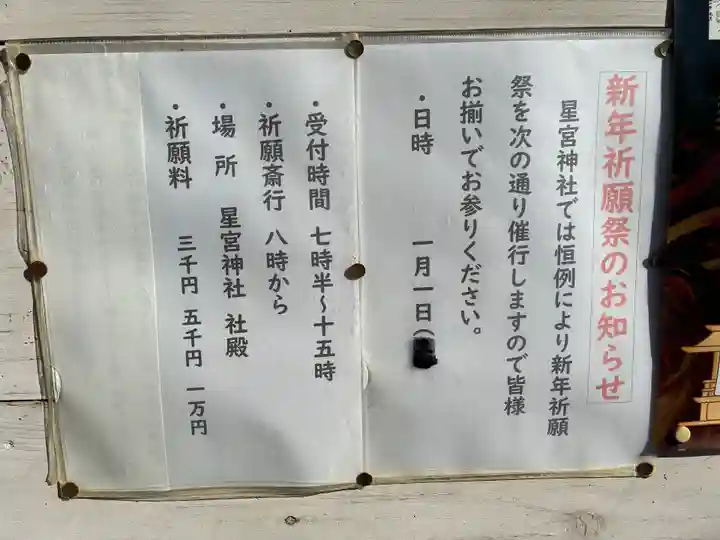 新年祈願祭のお知らせ
星宮神社では恒例により新年祈願
祭を次の通り催行しますので皆様
お揃いでお参りください。
・日時　一月一日（
・受付時間　七時半～十五時
・祈願斎行　八時から
・場所　星宮神社　社殿
・祈願料　三千円　五千円　一万円